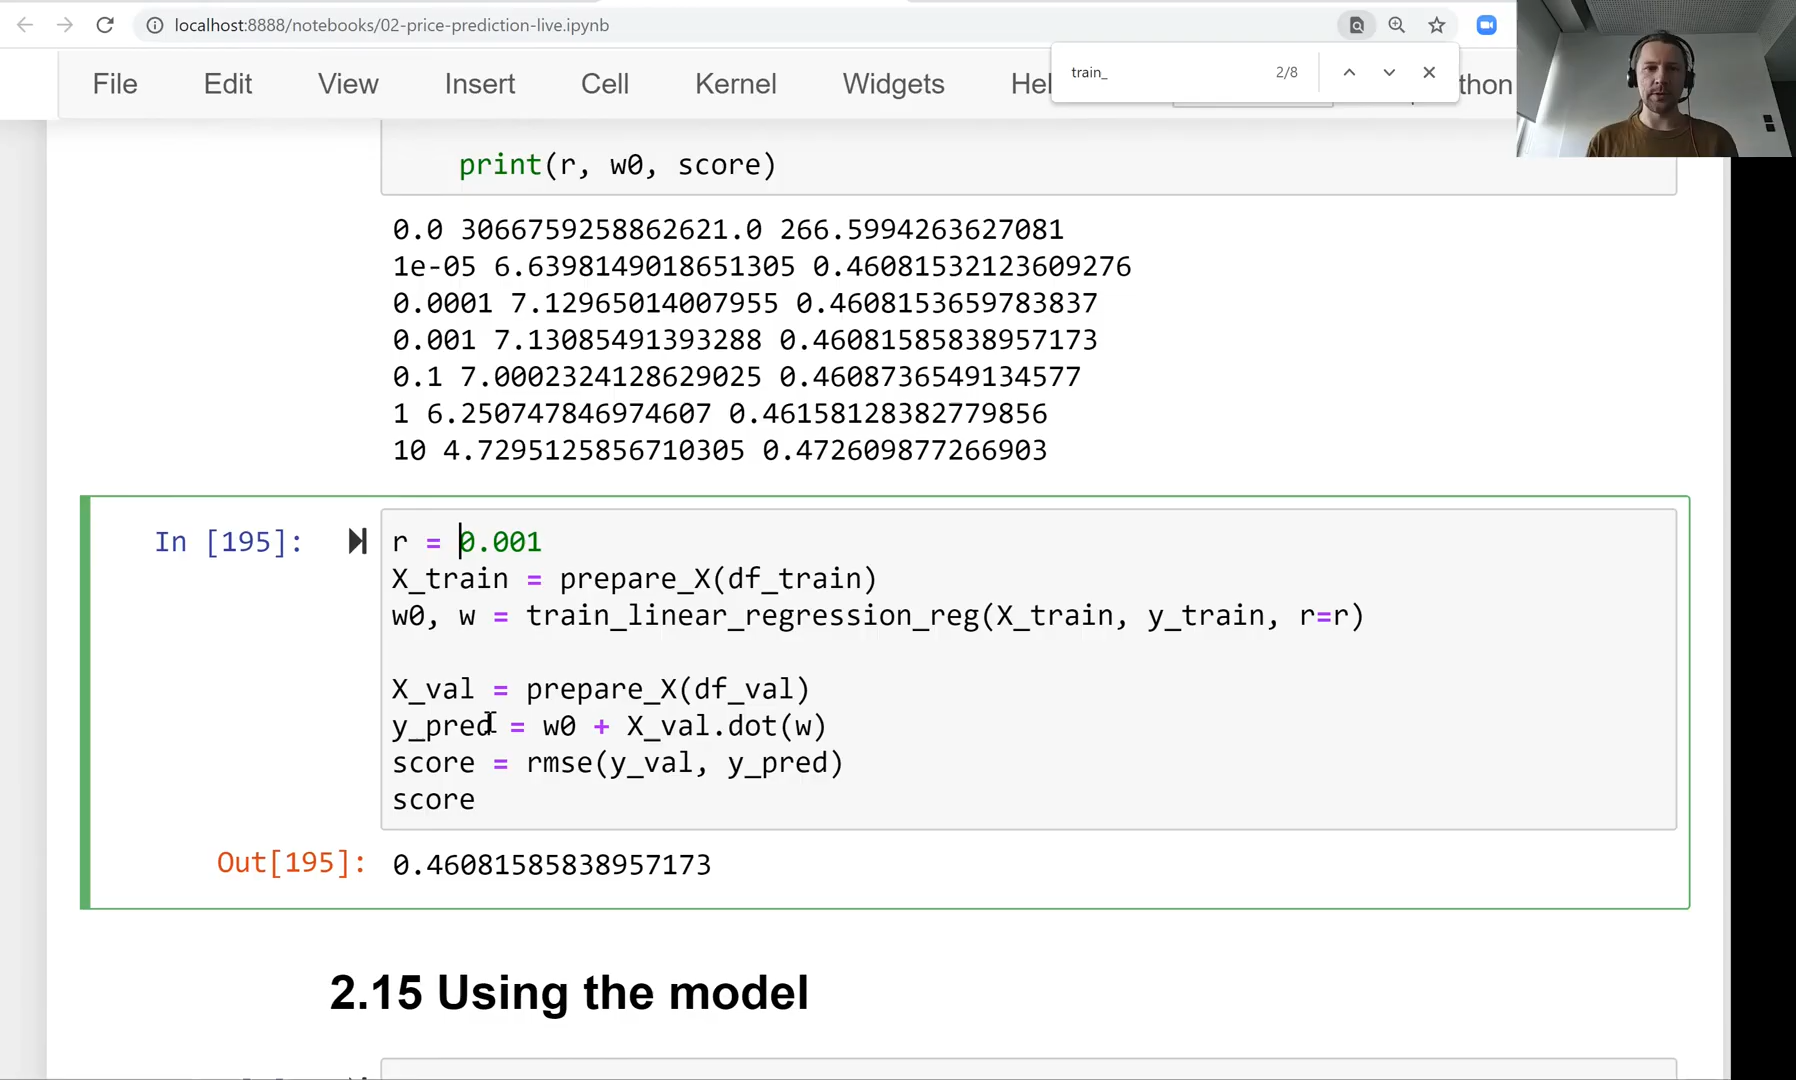 localhost:8888/notebooks/02-price-prediction-live.ipynb
train_ 2/8
File Edit View Insert Cell Kernel Widgets
print(r, w0, score)
0.0 3066759258862621.0 266.5994263627081
1e-05 6.6398149018651305 0.46081532123609276
0.0001 7.12965014007955 0.4608153659783837
0.001 7.13085491393288 0.46081585838957173
0.1 7.0002324128629025 0.4608736549134577
1 6.250747846974607 0.46158128382779856
10 4.7295125856710305 0.472609877266903
In [195]: r = 0.001
X_train = prepare_X(df_train)
w0, w = train_linear_regression_reg(X_train, y_train, r=r)
X_val = prepare_X(df_val)
y_pred = w0 + X_val.dot(w)
score = rmse(y_val, y_pred)
score
Out[195]: 0.46081585838957173
2.15 Using the model